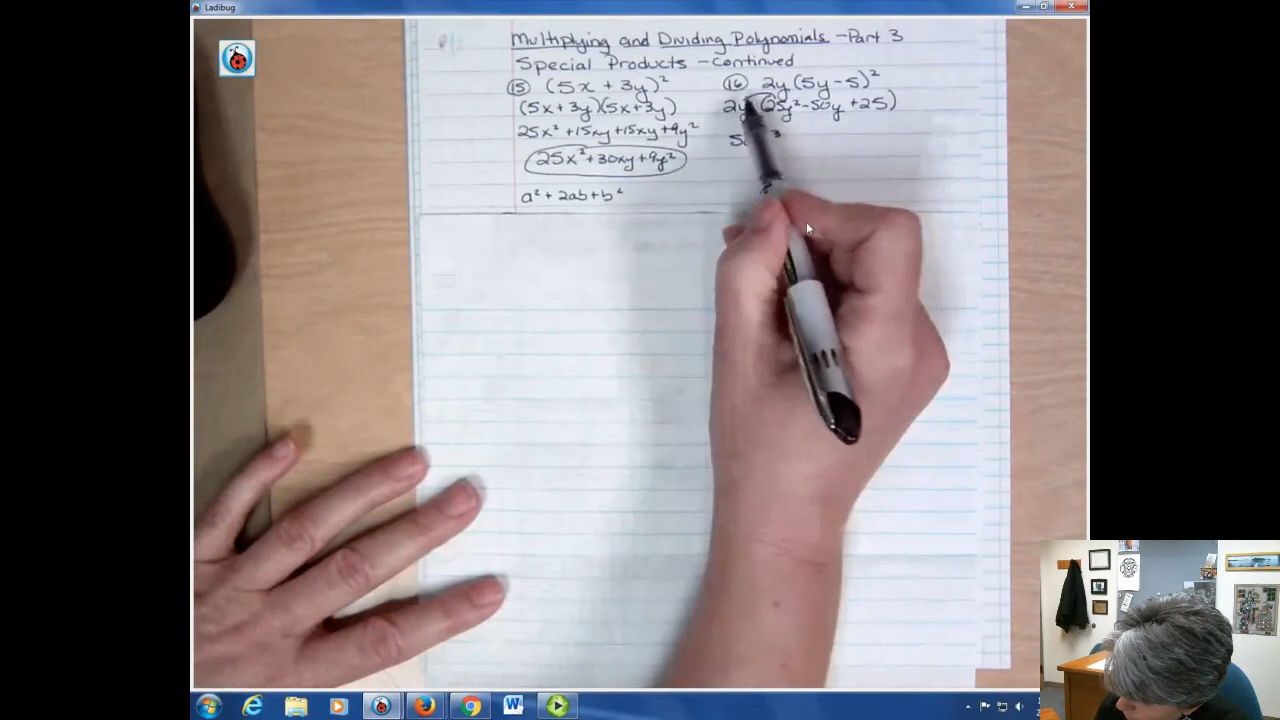 Ladibug
Multiplying and Dividing Polynomials - Part 3
Special Products - Continued
15 (5x + 3y)²
(5x+3y)(5x+3y)
25x² + 15xy + 15xy + 9y²
25x² + 30xy + 9y²
a² + 2ab + b²
16 2y (5y - 5)²
2y (25y² - 50y + 25)